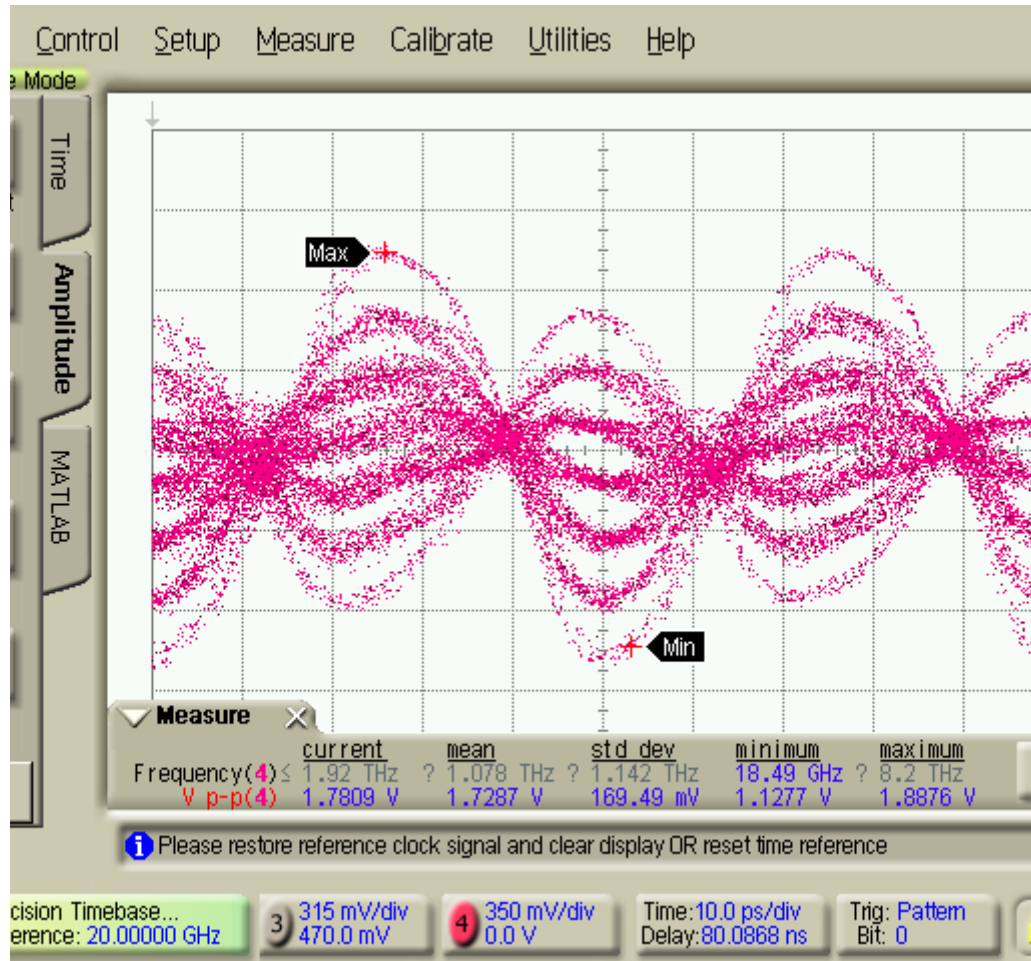 Control Setup Measure Calibrate Utilities Help
e Mode
Time
Amplitude
MATLAB
Max
Min
Measure
current mean std dev minimum maximum
Frequency(4)≤ 1.92 THz ? 1.078 THz ? 1.142 THz 18.49 GHz ? 8.2 THz
V p-p(4) 1.7809 V 1.7287 V 169.49 mV 1.1277 V 1.8876 V
i Please restore reference clock signal and clear display OR reset time reference
cision Timebase...
erence: 20.00000 GHz
3 315 mV/div
470.0 mV
4 350 mV/div
0.0 V
Time:10.0 ps/div
Delay:80.0868 ns
Trig: Pattern
Bit: 0